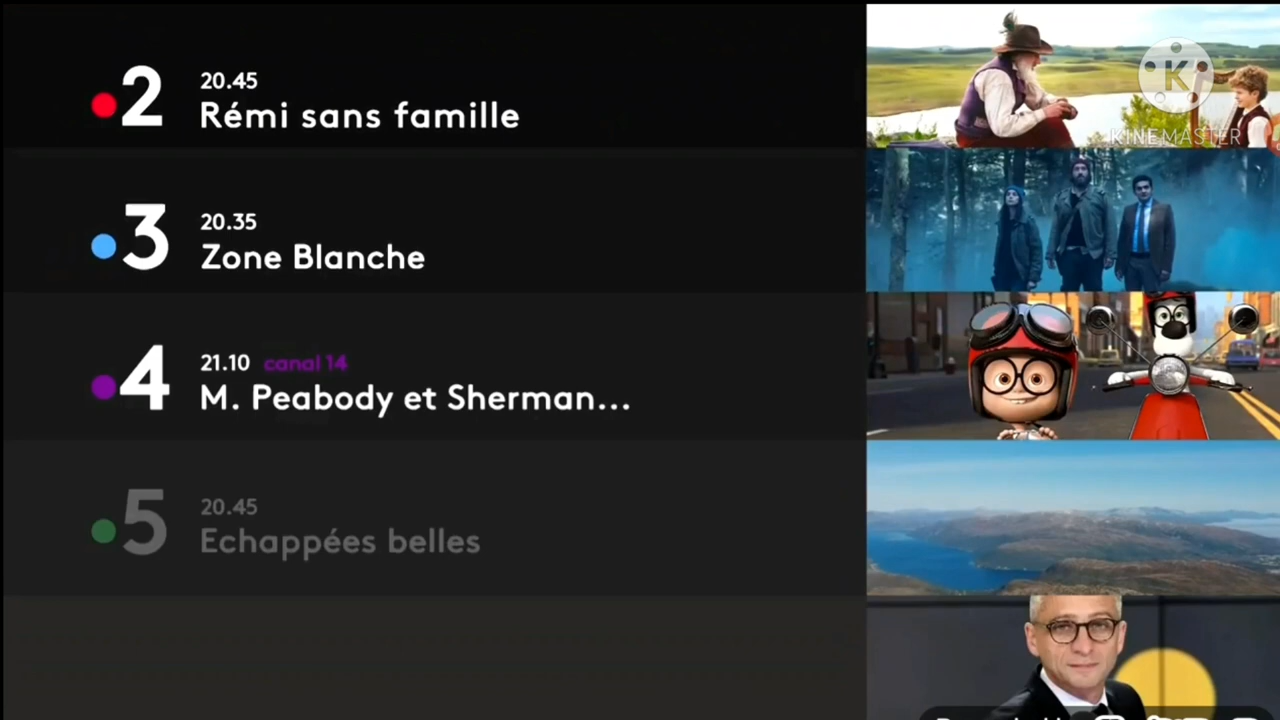 2
20.45
Rémi sans famille
KINEMASTER
3
20.35
Zone Blanche
4
21.10 canal 14
M. Peabody et Sherman...
5
20.45
Echappées belles